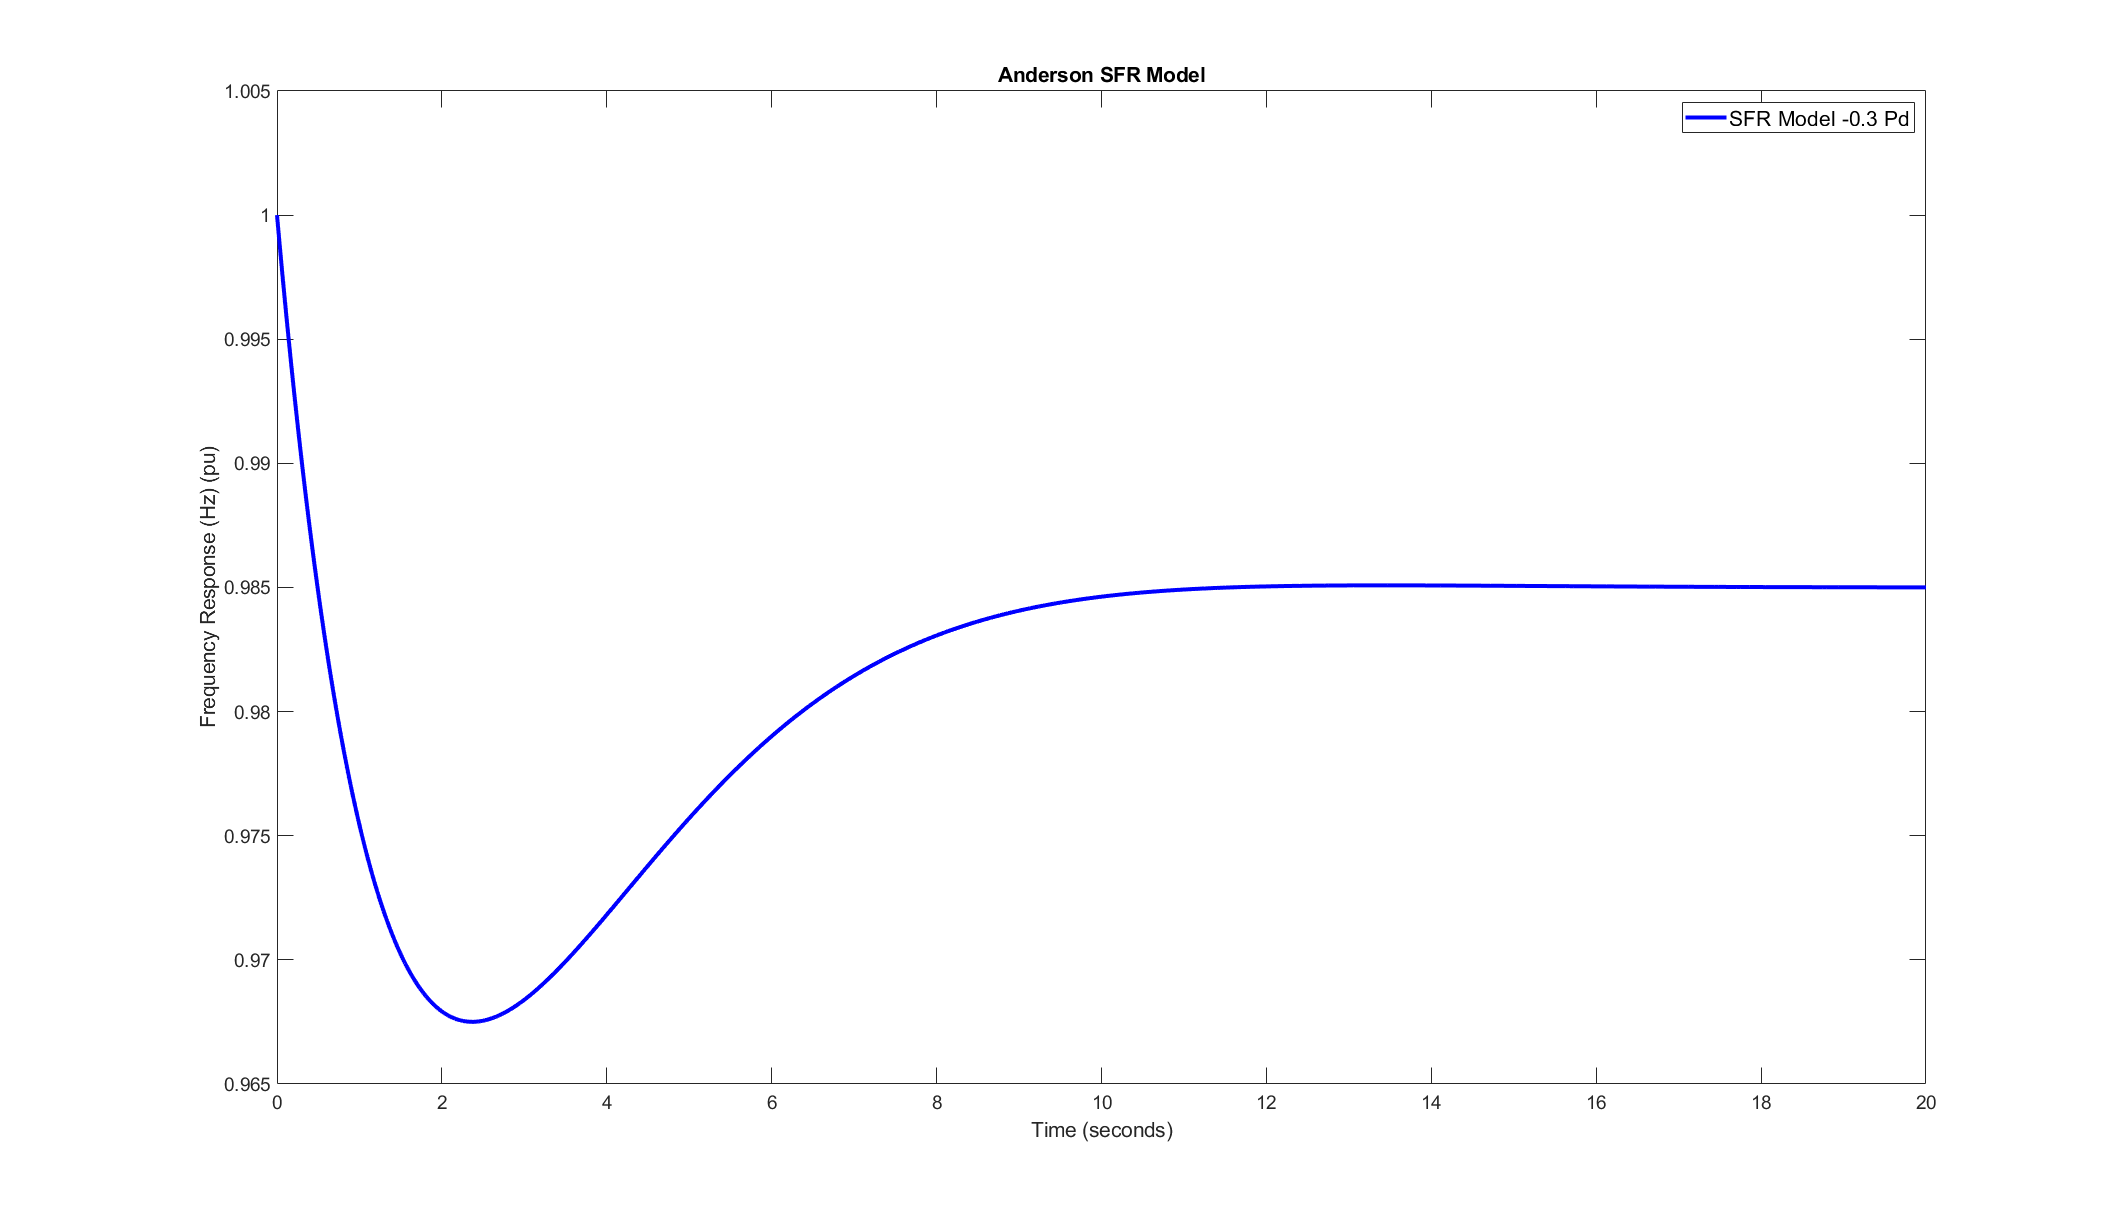 Anderson SFR Model
SFR Model -0.3 Pd
1.005
1
0.995
0.99
0.985
0.98
0.975
0.97
0.965
Frequency Response (Hz) (pu)
0 2 4 6 8 10 12 14 16 18 20
Time (seconds)